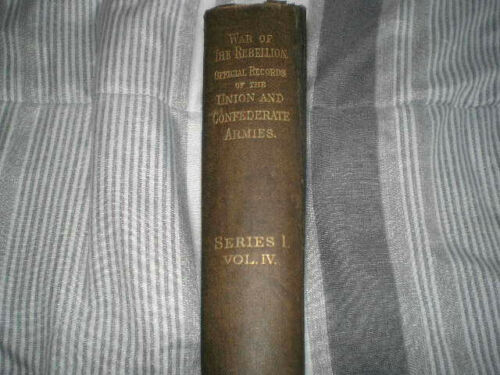 WAR OF
THE REBELLION.
OFFICIAL RECORDS
OF THE
UNION AND
CONFEDERATE
ARMIES.
SERIES I.
VOL. IV.